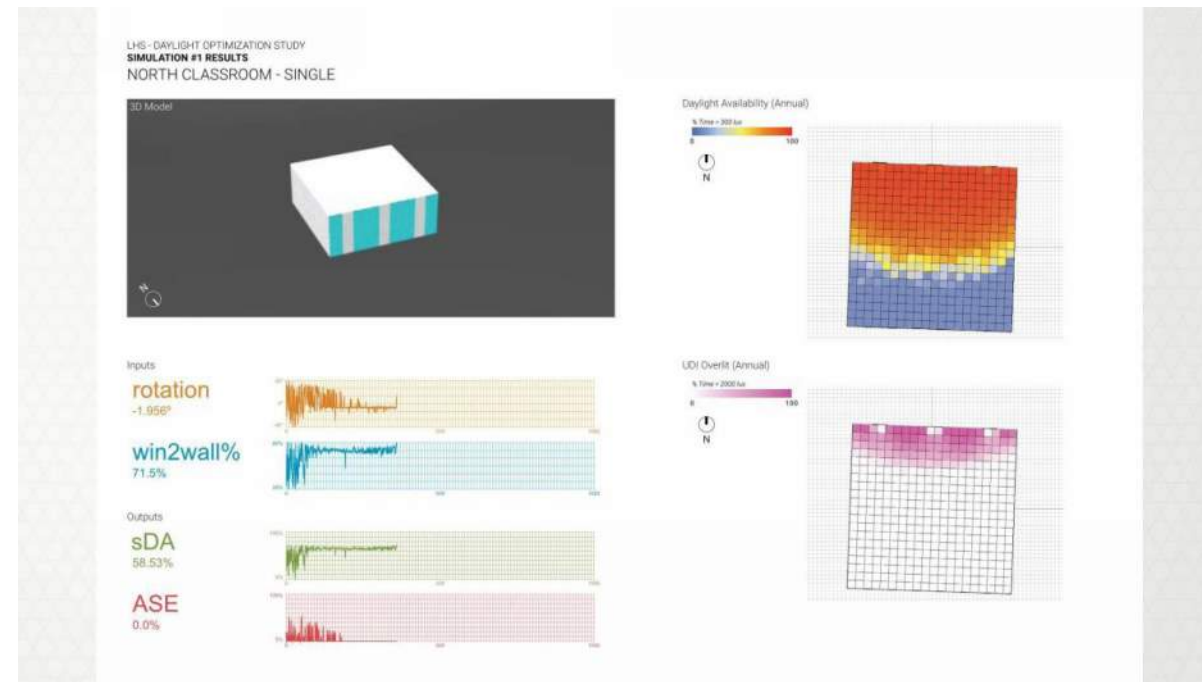 LHS - DAYLIGHT OPTIMIZATION STUDY
SIMULATION #1 RESULTS
NORTH CLASSROOM - SINGLE
3D Model
N
Daylight Availability (Annual)
% Time > 300 lux
0 100
N
Inputs
rotation
-1.956°
win2wall%
71.5%
Outputs
sDA
58.53%
ASE
0.0%
UDI Overlit (Annual)
% Time > 2000 lux
0 100
N